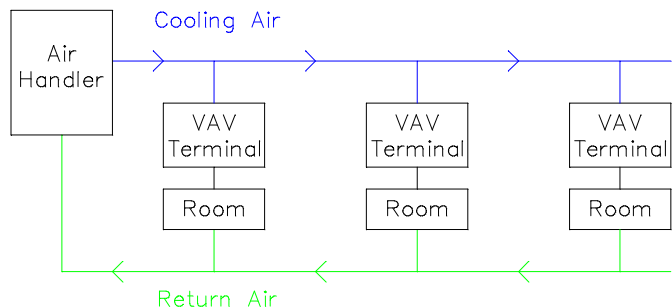 Cooling Air
Air
Handler
VAV
Terminal
VAV
Terminal
VAV
Terminal
Room
Room
Room
Return Air